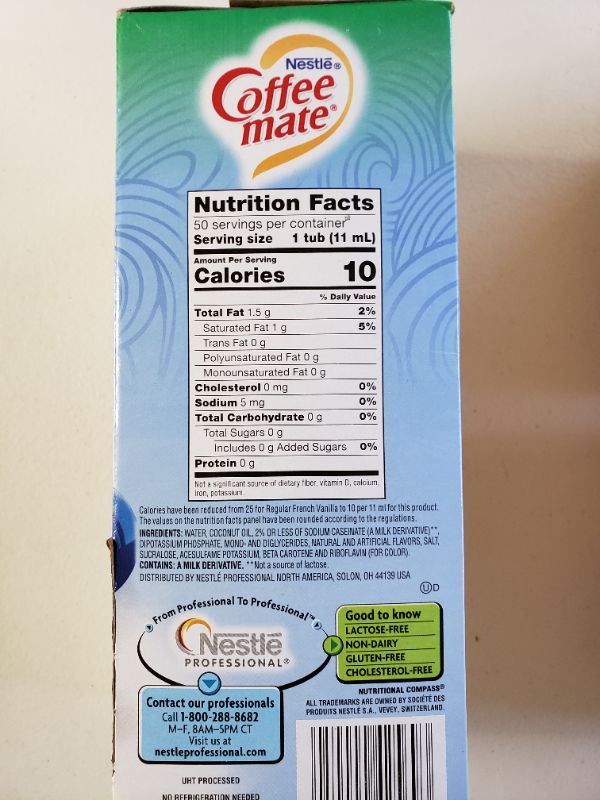 Nestlé®
Coffee
mate®
Nutrition Facts
50 servings per container
Serving size 1 tub (11 mL)
Amount Per Serving
Calories 10
% Daily Value
Total Fat 1.5 g 2%
Saturated Fat 1 g 5%
Trans Fat 0 g
Polyunsaturated Fat 0 g
Monounsaturated Fat 0 g
Cholesterol 0 mg 0%
Sodium 5 mg 0%
Total Carbohydrate 0 g 0%
Total Sugars 0 g
Includes 0 g Added Sugars 0%
Protein 0 g
Not a significant source of dietary fiber, vitamin D, calcium,
iron, potassium.
Calories have been reduced from 25 for Regular French Vanilla to 10 per 11 ml for this product.
The values on the nutrition facts panel have been rounded according to the regulations.
INGREDIENTS: WATER, COCONUT OIL, 2% OR LESS OF SODIUM CASEINATE (A MILK DERIVATIVE)**,
DIPOTASSIUM PHOSPHATE, MONO- AND DIGLYCERIDES, NATURAL AND ARTIFICIAL FLAVORS, SALT,
SUCRALOSE, ACESULFAME POTASSIUM, BETA CAROTENE AND RIBOFLAVIN (FOR COLOR).
CONTAINS: A MILK DERIVATIVE. **Not a source of lactose.
DISTRIBUTED BY NESTLÉ PROFESSIONAL NORTH AMERICA, SOLON, OH 44139 USA
ⓊD
From Professional To Professional™
Nestlé
PROFESSIONAL®
Good to know
LACTOSE-FREE
NON-DAIRY
GLUTEN-FREE
CHOLESTEROL-FREE
Contact our professionals
Call 1-800-288-8682
M–F, 8AM–5PM CT
Visit us at
nestleprofessional.com
NUTRITIONAL COMPASS®
ALL TRADEMARKS ARE OWNED BY SOCIÉTÉ DES
PRODUITS NESTLÉ S.A., VEVEY, SWITZERLAND.
UHT PROCESSED
NO REFRIGERATION NEEDED